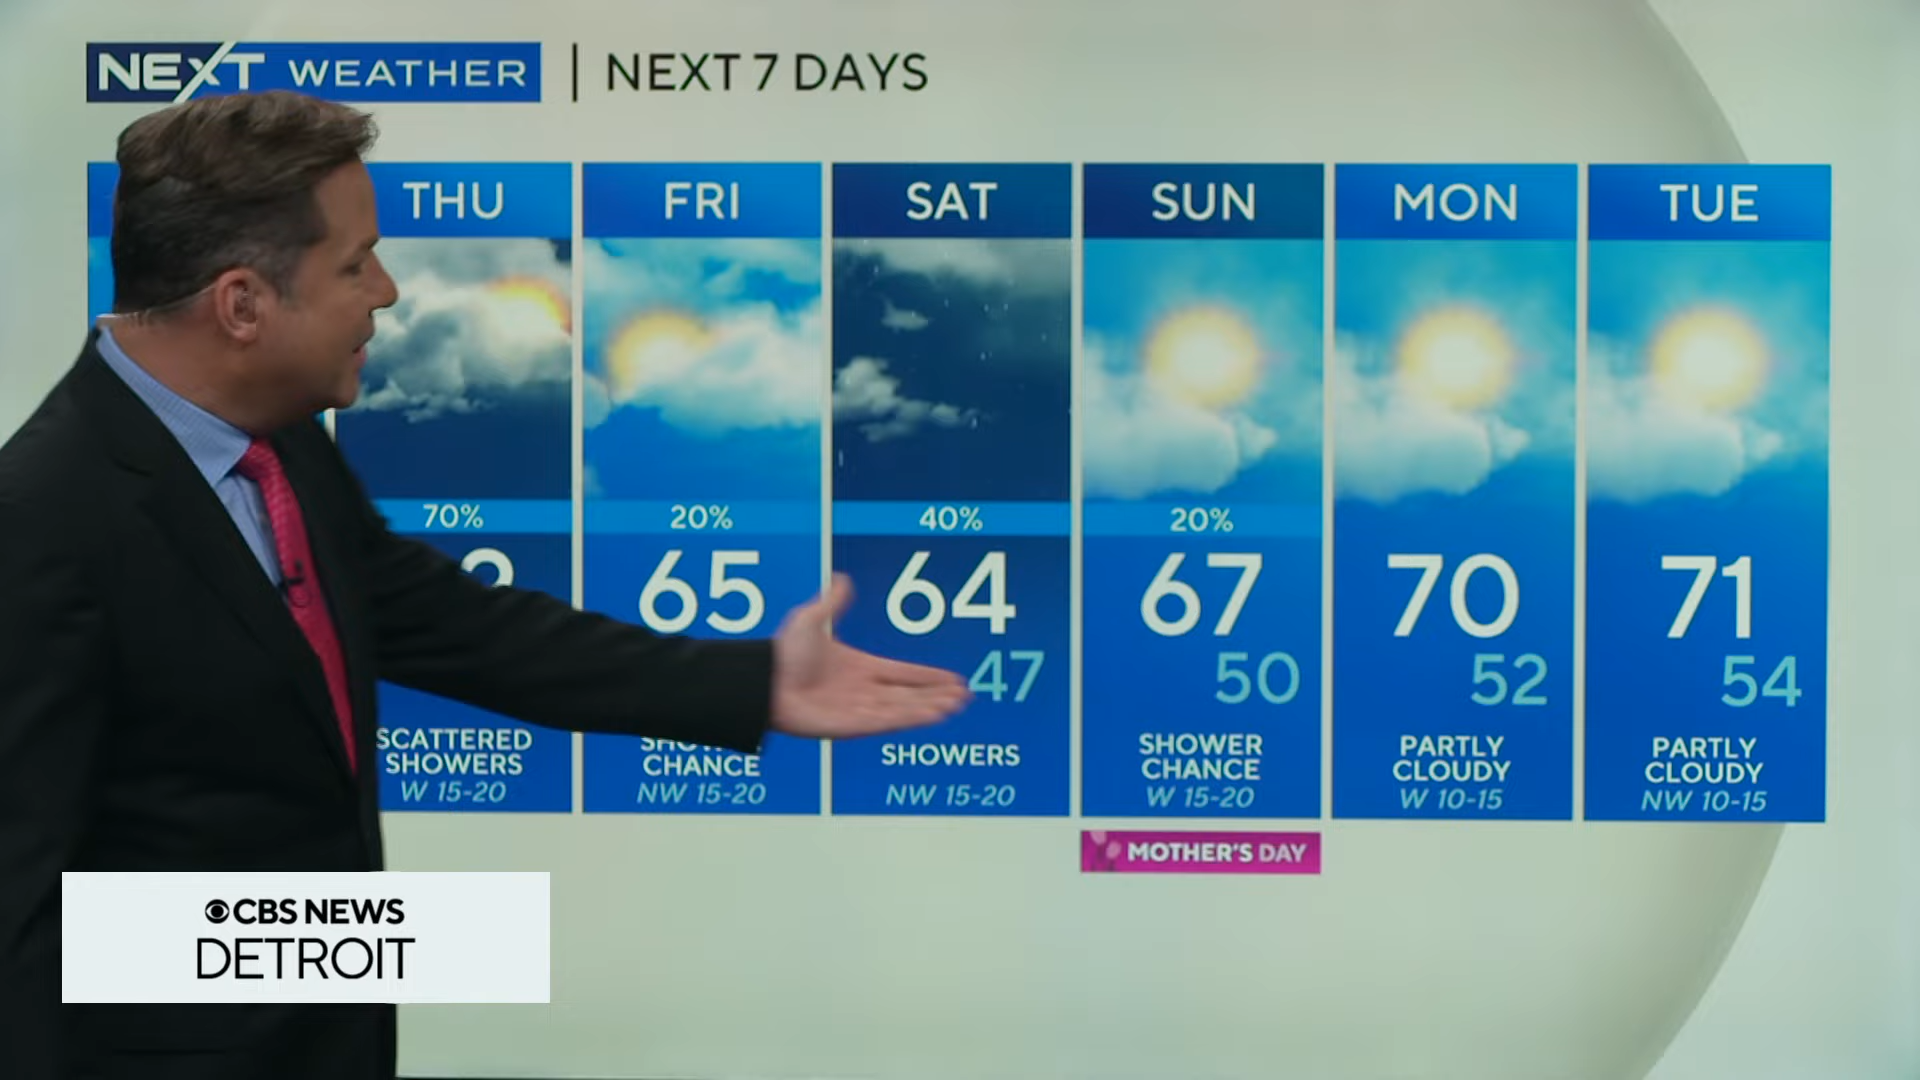 NEXT WEATHER | NEXT 7 DAYS
THU FRI SAT SUN MON TUE
70% 20% 40% 20%
65 64 67 70 71
47 50 52 54
SCATTERED SHOWERS
W 15-20
CHANCE
NW 15-20
SHOWERS
NW 15-20
SHOWER CHANCE
W 15-20
PARTLY CLOUDY
W 10-15
PARTLY CLOUDY
NW 10-15
MOTHER'S DAY
CBS NEWS
DETROIT